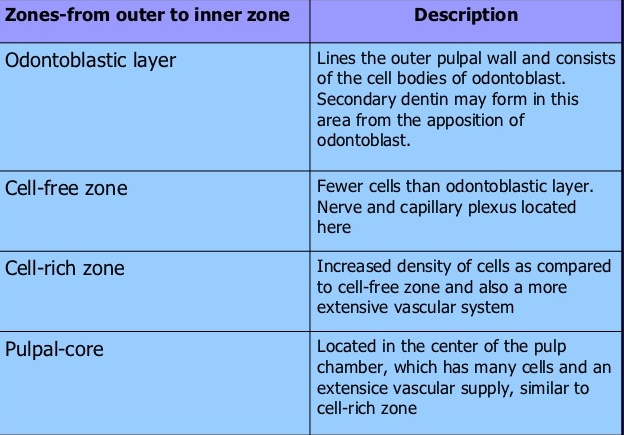 Zones-from outer to inner zone
Description
Odontoblastic layer
Lines the outer pulpal wall and consists
of the cell bodies of odontoblast.
Secondary dentin may form in this
area from the apposition of
odontoblast.
Cell-free zone
Fewer cells than odontoblastic layer.
Nerve and capillary plexus located
here
Cell-rich zone
Increased density of cells as compared
to cell-free zone and also a more
extensive vascular system
Pulpal-core
Located in the center of the pulp
chamber, which has many cells and an
extensice vascular supply, similar to
cell-rich zone